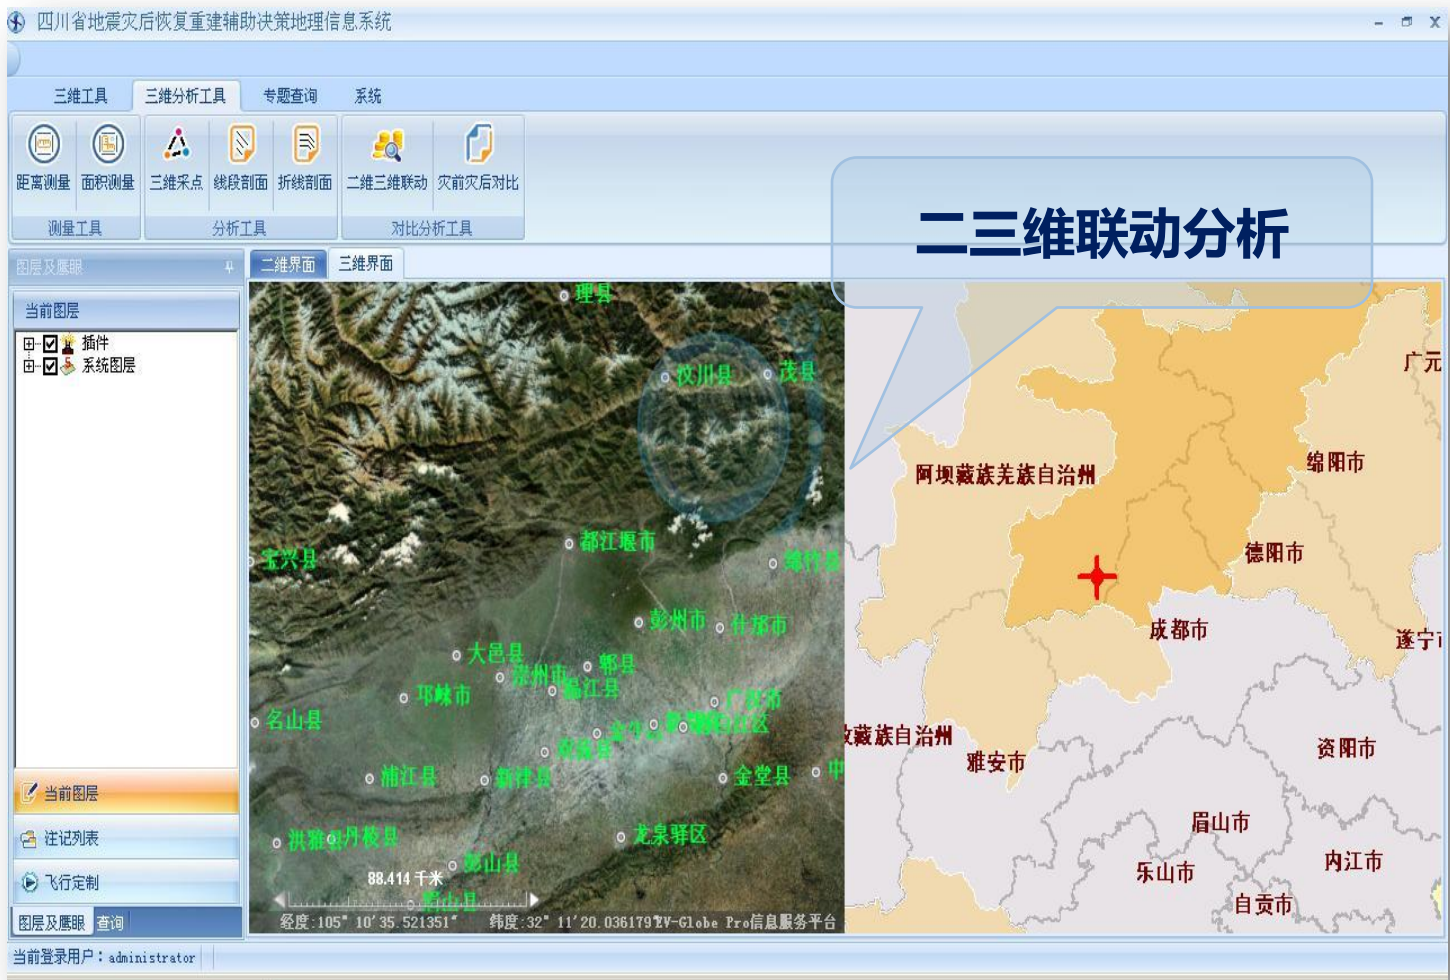 四川省地震灾后恢复重建辅助决策地理信息系统
三维工具 三维分析工具 专题查询 系统
距离测量 面积测量 三维采点 线段剖面 折线剖面 二维三维联动 灾前灾后对比
测量工具 分析工具 对比分析工具
二三维联动分析
图层及鹰眼 二维界面 三维界面
当前图层
插件
系统图层
当前图层
注记列表
飞行定制
图层及鹰眼 查询
当前登录用户：administrator
理县
汶川县 茂县
都江堰市
宝兴县 绵竹县
彭州市 什邡市
大邑县 郫县
崇州市 温江县
邛崃市 广汉市
名山县
双流县
蒲江县 新津县 金堂县 中
龙泉驿区
洪雅县 丹棱县
彭山县
88.414 千米
眉山县
经度:105° 10′35.521351″ 纬度:32° 11′20.036179 EV-Globe Pro信息服务平台
广元
绵阳市
阿坝藏族羌族自治州
德阳市
成都市
遂宁市
孜藏族自治州
雅安市
资阳市
眉山市
乐山市
内江市
自贡市